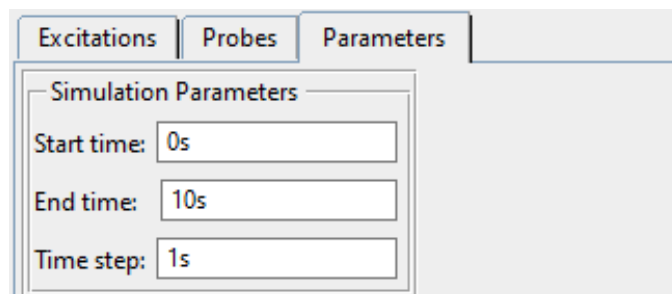 Excitations Probes Parameters
Simulation Parameters
Start time: 0s
End time: 10s
Time step: 1s